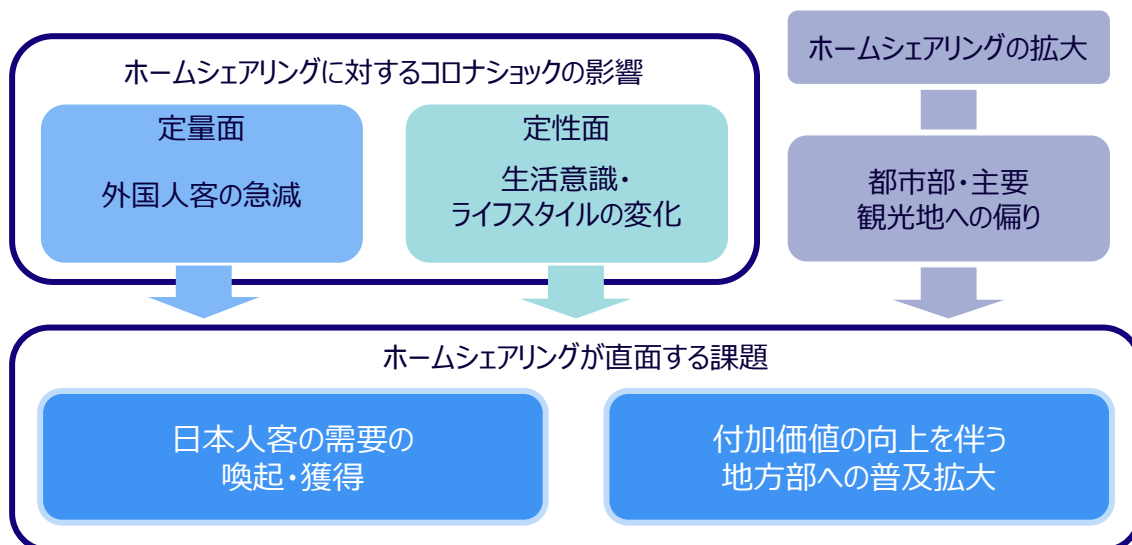 ホームシェアリングに対するコロナショックの影響
定量面
外国人客の急減
定性面
生活意識・
ライフスタイルの変化
ホームシェアリングの拡大
都市部・主要
観光地への偏り
ホームシェアリングが直面する課題
日本人客の需要の
喚起・獲得
付加価値の向上を伴う
地方部への普及拡大